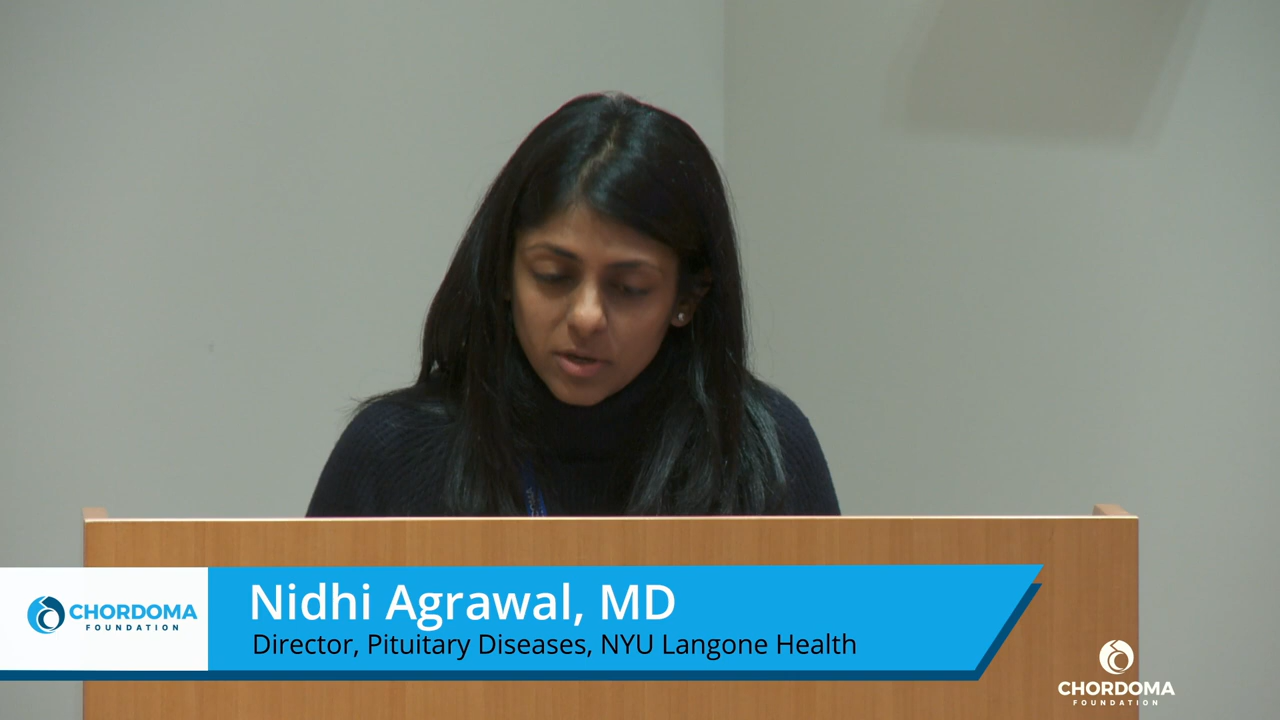 CHORDOMA
FOUNDATION
Nidhi Agrawal, MD
Director, Pituitary Diseases, NYU Langone Health
CHORDOMA
FOUNDATION